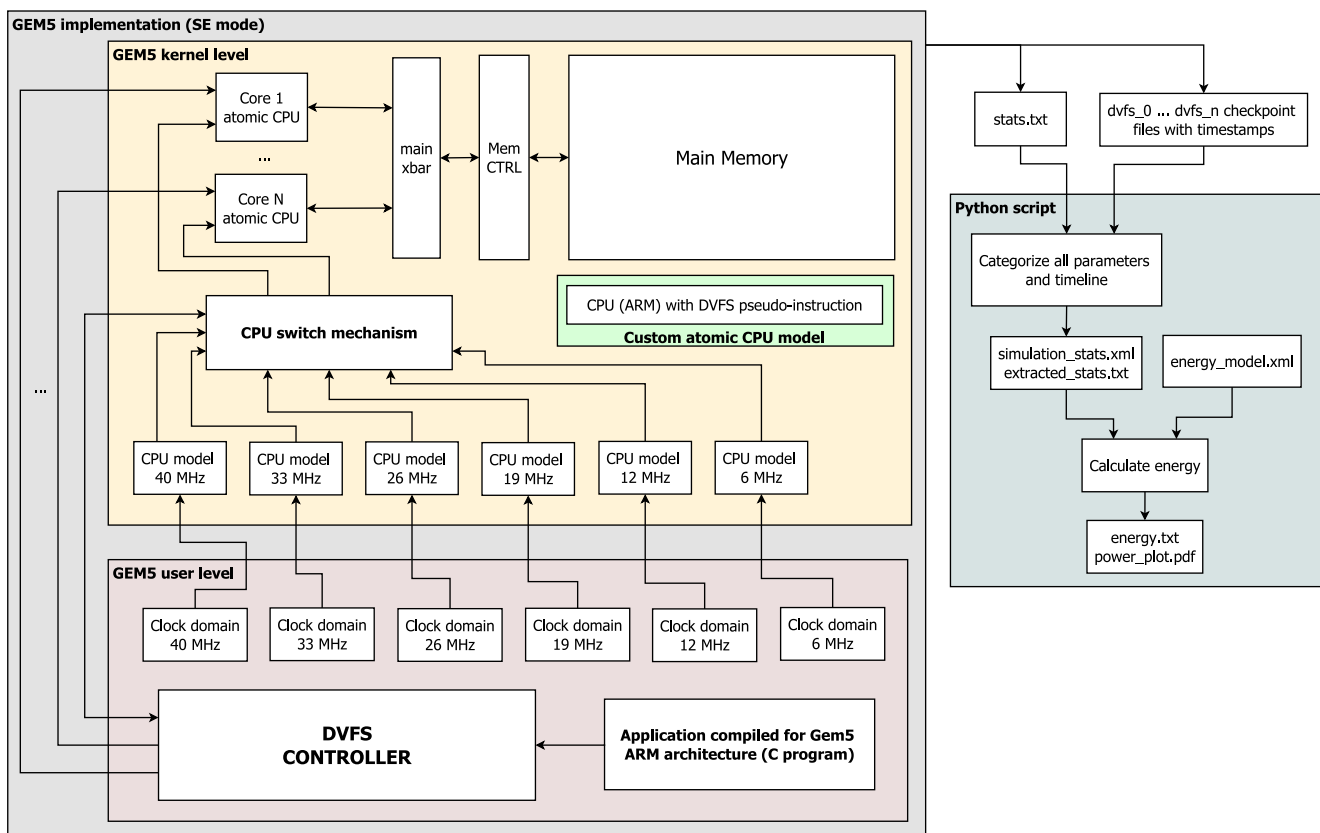 GEM5 implementation (SE mode)
GEM5 kernel level
Core 1
atomic CPU
...
Core N
atomic CPU
main
xbar
Mem
CTRL
Main Memory
CPU (ARM) with DVFS pseudo-instruction
Custom atomic CPU model
CPU switch mechanism
...
CPU model
40 MHz
CPU model
33 MHz
CPU model
26 MHz
CPU model
19 MHz
CPU model
12 MHz
CPU model
6 MHz
GEM5 user level
Clock domain
40 MHz
Clock domain
33 MHz
Clock domain
26 MHz
Clock domain
19 MHz
Clock domain
12 MHz
Clock domain
6 MHz
DVFS
CONTROLLER
Application compiled for Gem5
ARM architecture (C program)
stats.txt
dvfs_0 ... dvfs_n checkpoint
files with timestamps
Python script
Categorize all parameters
and timeline
simulation_stats.xml
extracted_stats.txt
energy_model.xml
Calculate energy
energy.txt
power_plot.pdf